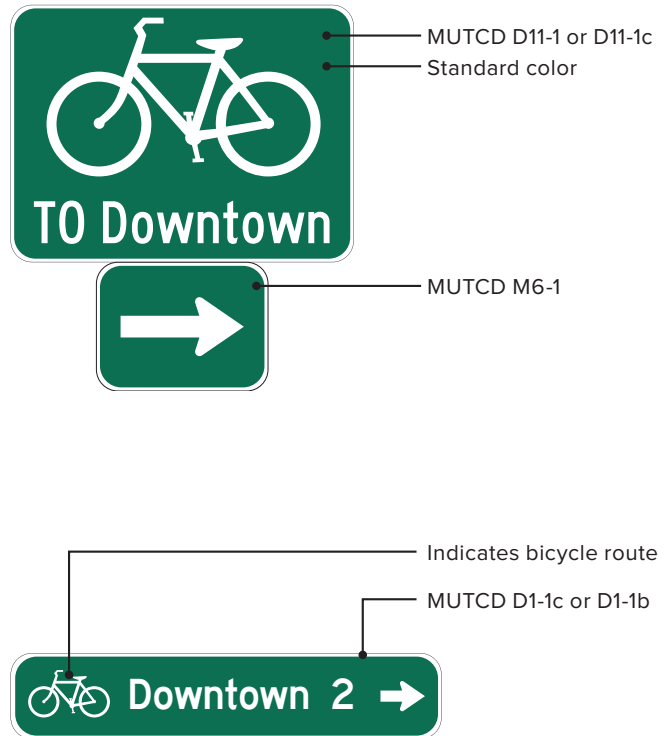 MUTCD D11-1 or D11-1c
Standard color
TO Downtown
MUTCD M6-1
Indicates bicycle route
MUTCD D1-1c or D1-1b
Downtown 2